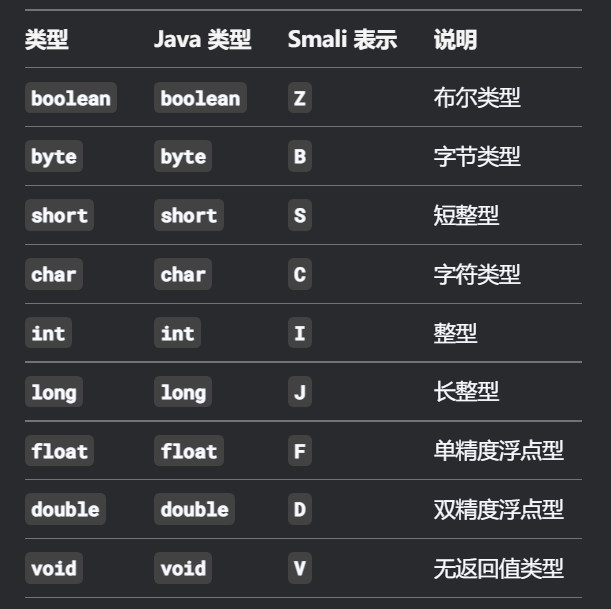 类型 Java 类型 Smali 表示 说明
boolean boolean Z 布尔类型
byte byte B 字节类型
short short S 短整型
char char C 字符类型
int int I 整型
long long J 长整型
float float F 单精度浮点型
double double D 双精度浮点型
void void V 无返回值类型